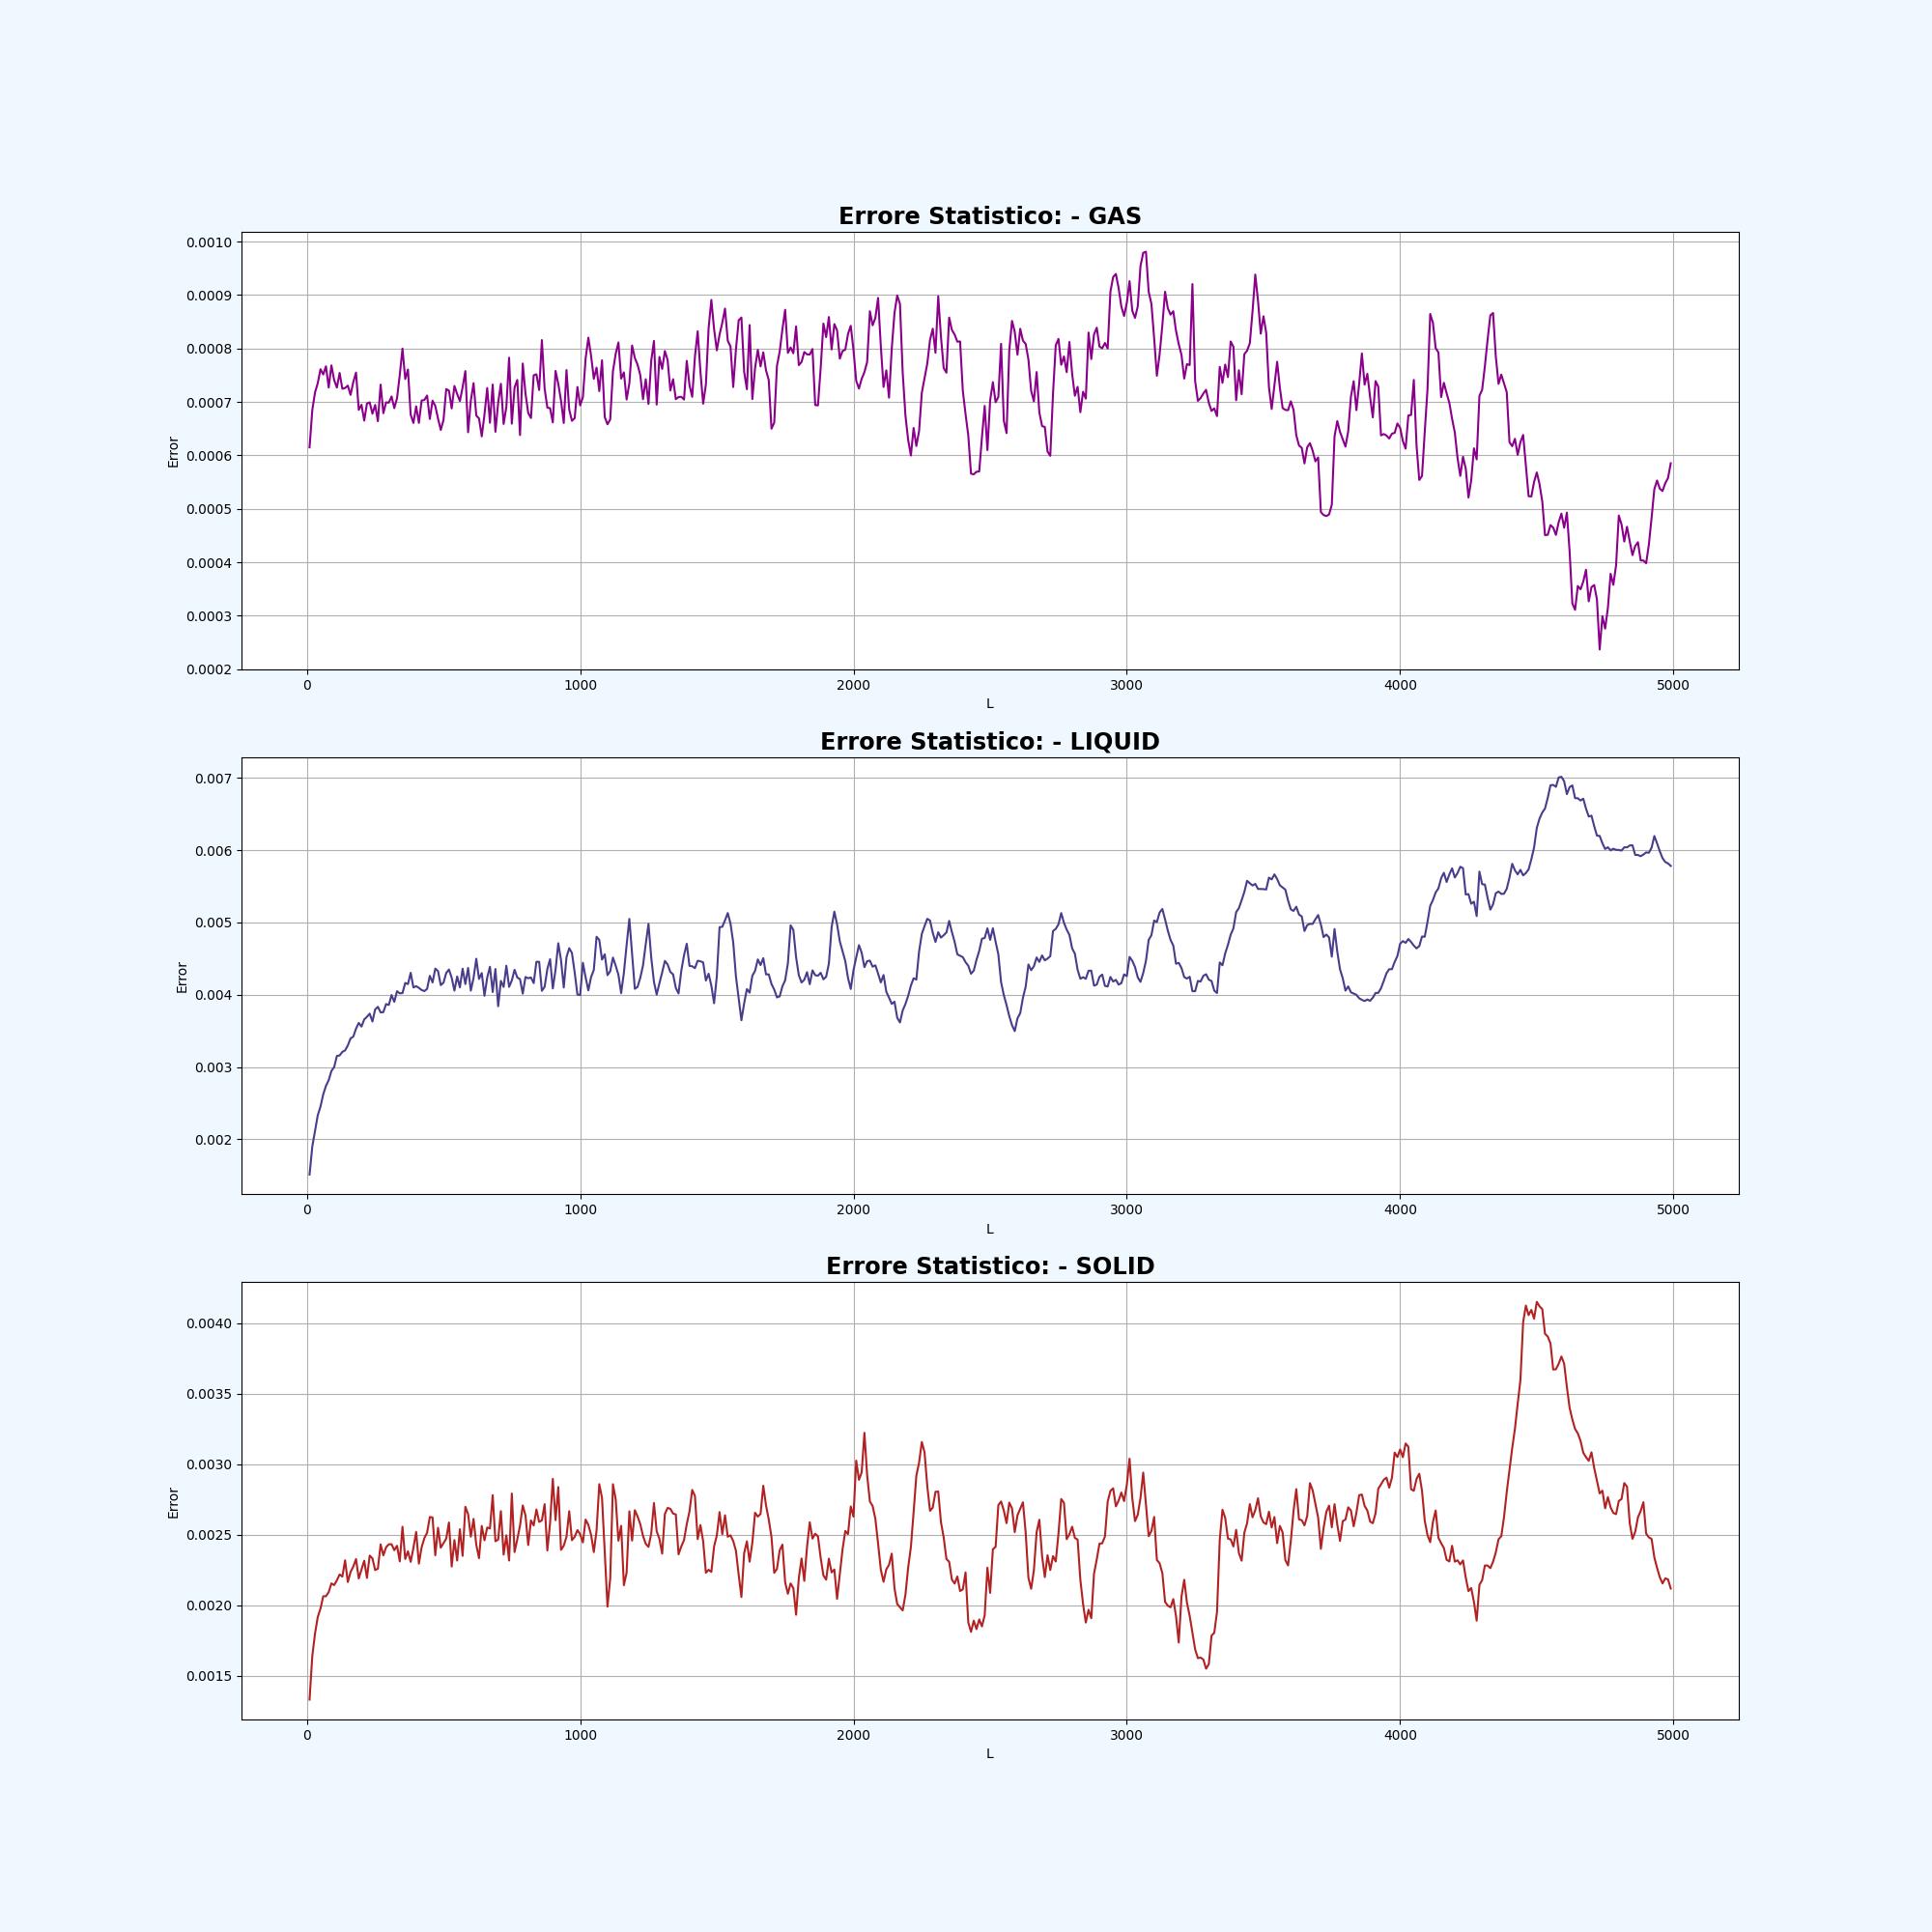 Errore Statistico: - GAS
Error
0.0010
0.0009
0.0008
0.0007
0.0006
0.0005
0.0004
0.0003
0.0002
0 1000 2000 3000 4000 5000
L
Errore Statistico: - LIQUID
Error
0.007
0.006
0.005
0.004
0.003
0.002
0 1000 2000 3000 4000 5000
L
Errore Statistico: - SOLID
Error
0.0040
0.0035
0.0030
0.0025
0.0020
0.0015
0 1000 2000 3000 4000 5000
L